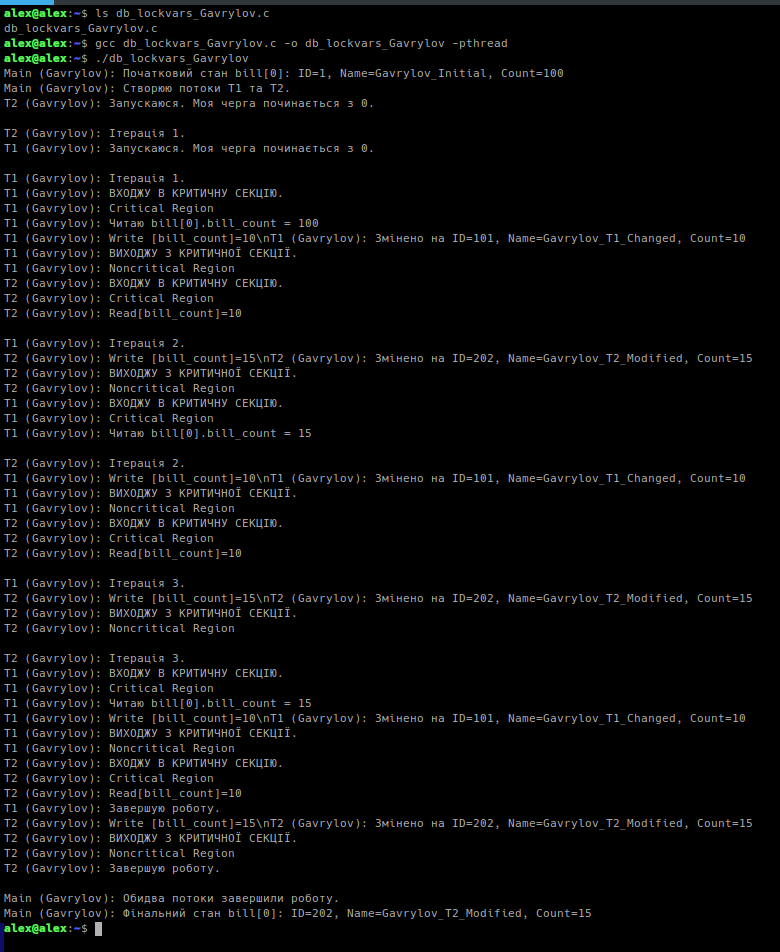 alex@alex:~$ ls db_lockvars_Gavrylov.c
db_lockvars_Gavrylov.c
alex@alex:~$ gcc db_lockvars_Gavrylov.c -o db_lockvars_Gavrylov -pthread
alex@alex:~$ ./db_lockvars_Gavrylov
Main (Gavrylov): Початковий стан bill[0]: ID=1, Name=Gavrylov_Initial, Count=100
Main (Gavrylov): Створюю потоки T1 та T2.
T2 (Gavrylov): Запускаюся. Моя черга починається з 0.

T2 (Gavrylov): Ітерація 1.
T1 (Gavrylov): Запускаюся. Моя черга починається з 0.

T1 (Gavrylov): Ітерація 1.
T1 (Gavrylov): ВХОДЖУ В КРИТИЧНУ СЕКЦІЮ.
T1 (Gavrylov): Critical Region
T1 (Gavrylov): Читаю bill[0].bill_count = 100
T1 (Gavrylov): Write [bill_count]=10\nT1 (Gavrylov): Змінено на ID=101, Name=Gavrylov_T1_Changed, Count=10
T1 (Gavrylov): ВИХОДЖУ З КРИТИЧНОЇ СЕКЦІЇ.
T1 (Gavrylov): Noncritical Region
T2 (Gavrylov): ВХОДЖУ В КРИТИЧНУ СЕКЦІЮ.
T2 (Gavrylov): Critical Region
T2 (Gavrylov): Read[bill_count]=10

T1 (Gavrylov): Ітерація 2.
T2 (Gavrylov): Write [bill_count]=15\nT2 (Gavrylov): Змінено на ID=202, Name=Gavrylov_T2_Modified, Count=15
T2 (Gavrylov): ВИХОДЖУ З КРИТИЧНОЇ СЕКЦІЇ.
T2 (Gavrylov): Noncritical Region
T1 (Gavrylov): ВХОДЖУ В КРИТИЧНУ СЕКЦІЮ.
T1 (Gavrylov): Critical Region
T1 (Gavrylov): Читаю bill[0].bill_count = 15

T2 (Gavrylov): Ітерація 2.
T1 (Gavrylov): Write [bill_count]=10\nT1 (Gavrylov): Змінено на ID=101, Name=Gavrylov_T1_Changed, Count=10
T1 (Gavrylov): ВИХОДЖУ З КРИТИЧНОЇ СЕКЦІЇ.
T1 (Gavrylov): Noncritical Region
T2 (Gavrylov): ВХОДЖУ В КРИТИЧНУ СЕКЦІЮ.
T2 (Gavrylov): Critical Region
T2 (Gavrylov): Read[bill_count]=10

T1 (Gavrylov): Ітерація 3.
T2 (Gavrylov): Write [bill_count]=15\nT2 (Gavrylov): Змінено на ID=202, Name=Gavrylov_T2_Modified, Count=15
T2 (Gavrylov): ВИХОДЖУ З КРИТИЧНОЇ СЕКЦІЇ.
T2 (Gavrylov): Noncritical Region

T2 (Gavrylov): Ітерація 3.
T1 (Gavrylov): ВХОДЖУ В КРИТИЧНУ СЕКЦІЮ.
T1 (Gavrylov): Critical Region
T1 (Gavrylov): Читаю bill[0].bill_count = 15
T1 (Gavrylov): Write [bill_count]=10\nT1 (Gavrylov): Змінено на ID=101, Name=Gavrylov_T1_Changed, Count=10
T1 (Gavrylov): ВИХОДЖУ З КРИТИЧНОЇ СЕКЦІЇ.
T1 (Gavrylov): Noncritical Region
T2 (Gavrylov): ВХОДЖУ В КРИТИЧНУ СЕКЦІЮ.
T2 (Gavrylov): Critical Region
T2 (Gavrylov): Read[bill_count]=10
T1 (Gavrylov): Завершую роботу.
T2 (Gavrylov): Write [bill_count]=15\nT2 (Gavrylov): Змінено на ID=202, Name=Gavrylov_T2_Modified, Count=15
T2 (Gavrylov): ВИХОДЖУ З КРИТИЧНОЇ СЕКЦІЇ.
T2 (Gavrylov): Noncritical Region
T2 (Gavrylov): Завершую роботу.

Main (Gavrylov): Обидва потоки завершили роботу.
Main (Gavrylov): Фінальний стан bill[0]: ID=202, Name=Gavrylov_T2_Modified, Count=15
alex@alex:~$